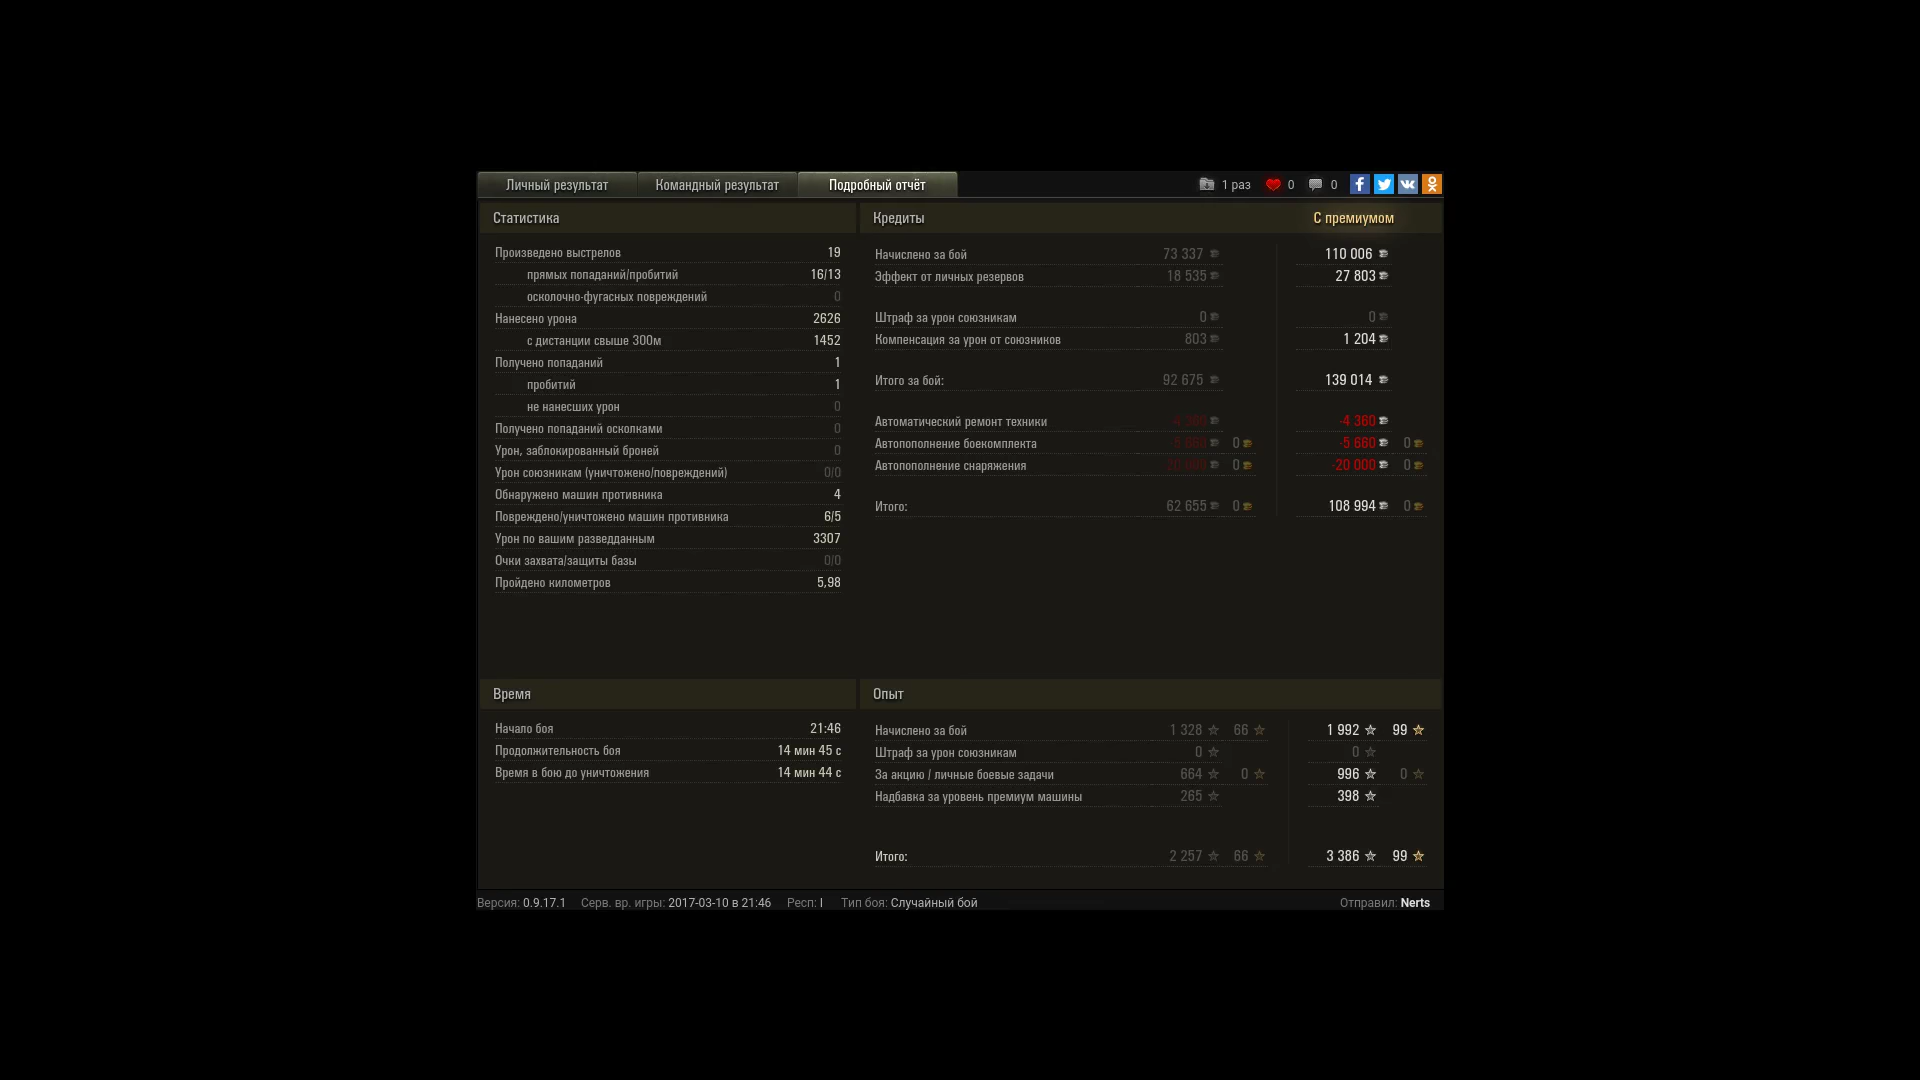 Личный результат Командный результат Подробный отчёт 1 раз 0 0
Статистика
Произведено выстрелов 19
прямых попаданий/пробитий 16/13
осколочно-фугасных повреждений 0
Нанесено урона 2626
с дистанции свыше 300м 1452
Получено попаданий 1
пробитий 1
не нанесших урон 0
Получено попаданий осколками 0
Урон, заблокированный броней 0
Урон союзникам (уничтожено/повреждений) 0/0
Обнаружено машин противника 4
Повреждено/уничтожено машин противника 6/5
Урон по вашим разведданным 3307
Очки захвата/защиты базы 0/0
Пройдено километров 5,98
Кредиты С премиумом
Начислено за бой 73 337 110 006
Эффект от личных резервов 18 535 27 803
Штраф за урон союзникам 0 0
Компенсация за урон от союзников 803 1 204
Итого за бой: 92 675 139 014
Автоматический ремонт техники -4 360 -4 360
Автопополнение боекомплекта -5 660 0 -5 660 0
Автопополнение снаряжения -20 000 0 -20 000 0
Итого: 62 655 0 108 994 0
Время
Начало боя 21:46
Продолжительность боя 14 мин 45 с
Время в бою до уничтожения 14 мин 44 с
Опыт
Начислено за бой 1 328 66 1 992 99
Штраф за урон союзникам 0 0
За акцию / личные боевые задачи 664 0 996 0
Надбавка за уровень премиум машины 265 398
Итого: 2 257 66 3 386 99
Версия: 0.9.17.1 Серв. вр. игры: 2017-03-10 в 21:46 Респ: I Тип боя: Случайный бой Отправил: Nerts